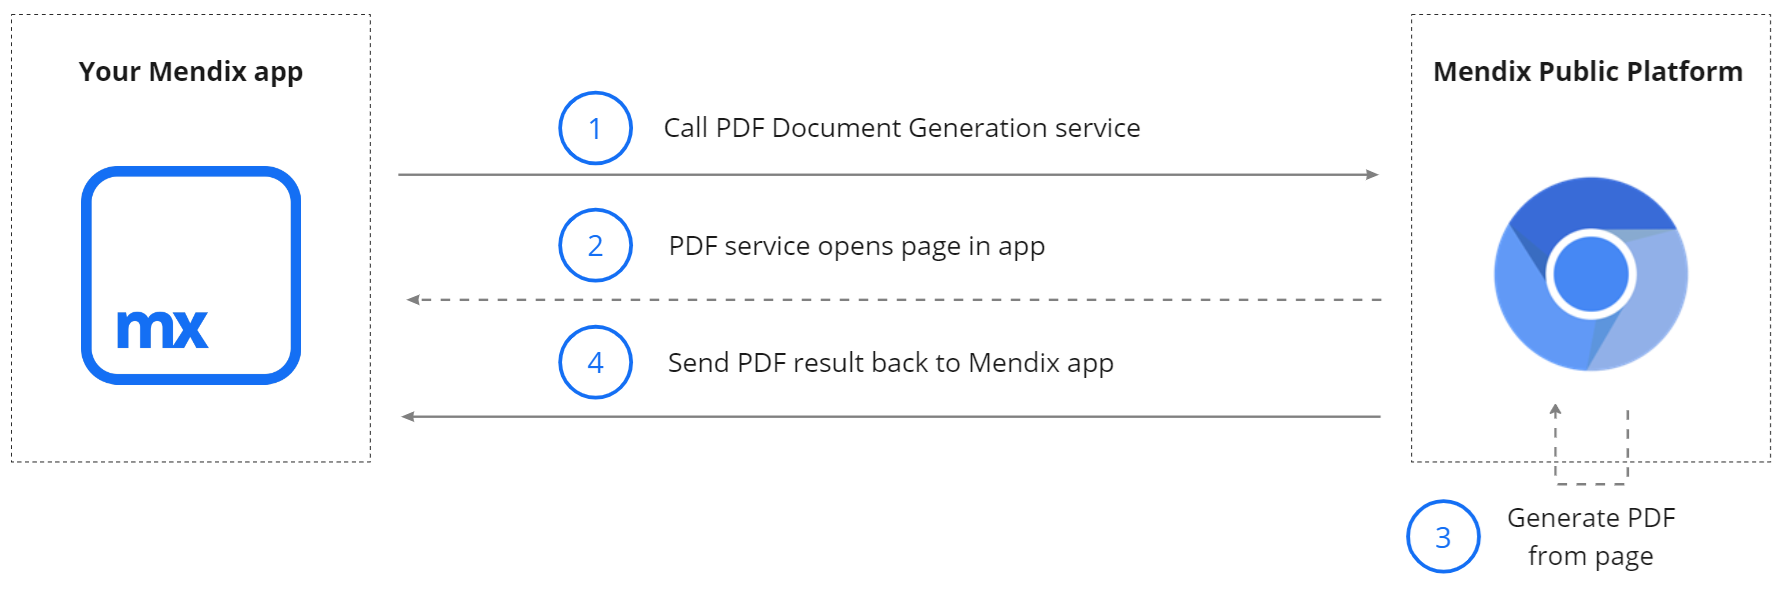 Your Mendix app
mx
1
Call PDF Document Generation service
2
PDF service opens page in app
4
Send PDF result back to Mendix app
Mendix Public Platform
3
Generate PDF
from page